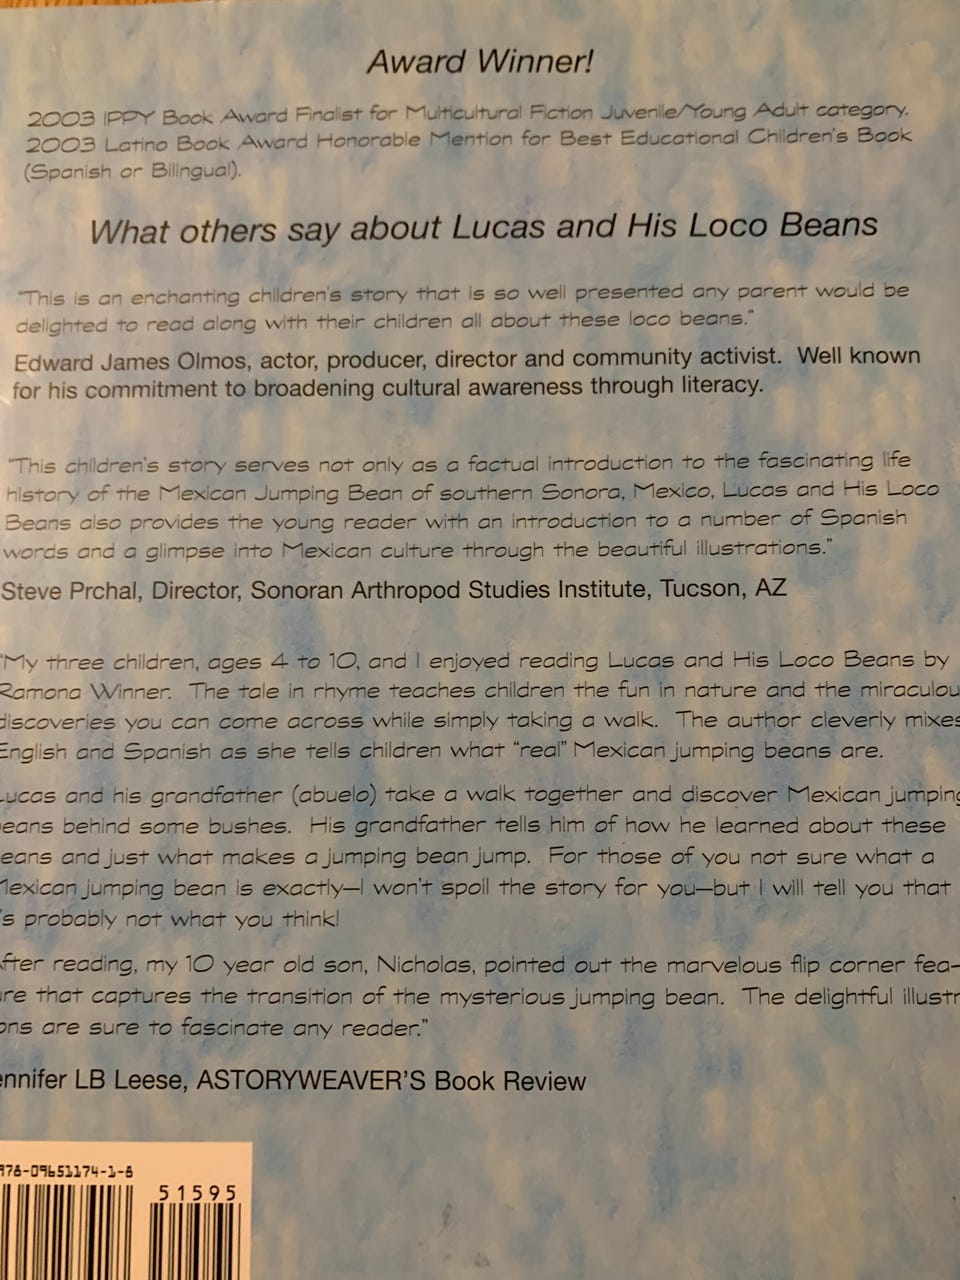 Award Winner!
2003 IPPY Book Award Finalist for Multicultural Fiction Juvenile/Young Adult category.
2003 Latino Book Award Honorable Mention for Best Educational Children's Book
(Spanish or Bilingual).
What others say about Lucas and His Loco Beans
"This is an enchanting children's story that is so well presented any parent would be
delighted to read along with their children all about these loco beans."
Edward James Olmos, actor, producer, director and community activist.  Well known
for his commitment to broadening cultural awareness through literacy.
"This children's story serves not only as a factual introduction to the fascinating life
history of the Mexican Jumping Bean of southern Sonora, Mexico, Lucas and His Loco
Beans also provides the young reader with an introduction to a number of Spanish
words and a glimpse into Mexican culture through the beautiful illustrations."
Steve Prchal, Director, Sonoran Arthropod Studies Institute, Tucson, AZ
"My three children, ages 4 to 10, and I enjoyed reading Lucas and His Loco Beans by
Ramona Winner.  The tale in rhyme teaches children the fun in nature and the miraculou
discoveries you can come across while simply taking a walk.  The author cleverly mixes
English and Spanish as she tells children what "real" Mexican jumping beans are.
Lucas and his grandfather (abuelo) take a walk together and discover Mexican jumping
eans behind some bushes.  His grandfather tells him of how he learned about these
eans and just what makes a jumping bean jump.  For those of you not sure what a
Mexican jumping bean is exactly—I won't spoil the story for you—but I will tell you that
's probably not what you think!
After reading, my 10 year old son, Nicholas, pointed out the marvelous flip corner fea-
ure that captures the transition of the mysterious jumping bean.  The delightful illustr
ons are sure to fascinate any reader."
ennifer LB Leese, ASTORYWEAVER'S Book Review
978-09651174-1-8
51595